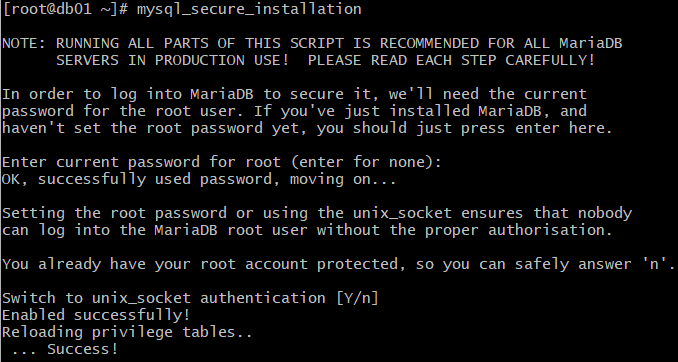 [root@db01 ~]# mysql_secure_installation
NOTE: RUNNING ALL PARTS OF THIS SCRIPT IS RECOMMENDED FOR ALL MariaDB
SERVERS IN PRODUCTION USE!  PLEASE READ EACH STEP CAREFULLY!
In order to log into MariaDB to secure it, we'll need the current
password for the root user. If you've just installed MariaDB, and
haven't set the root password yet, you should just press enter here.
Enter current password for root (enter for none):
OK, successfully used password, moving on...
Setting the root password or using the unix_socket ensures that nobody
can log into the MariaDB root user without the proper authorisation.
You already have your root account protected, so you can safely answer 'n'.
Switch to unix_socket authentication [Y/n]
Enabled successfully!
Reloading privilege tables..
... Success!